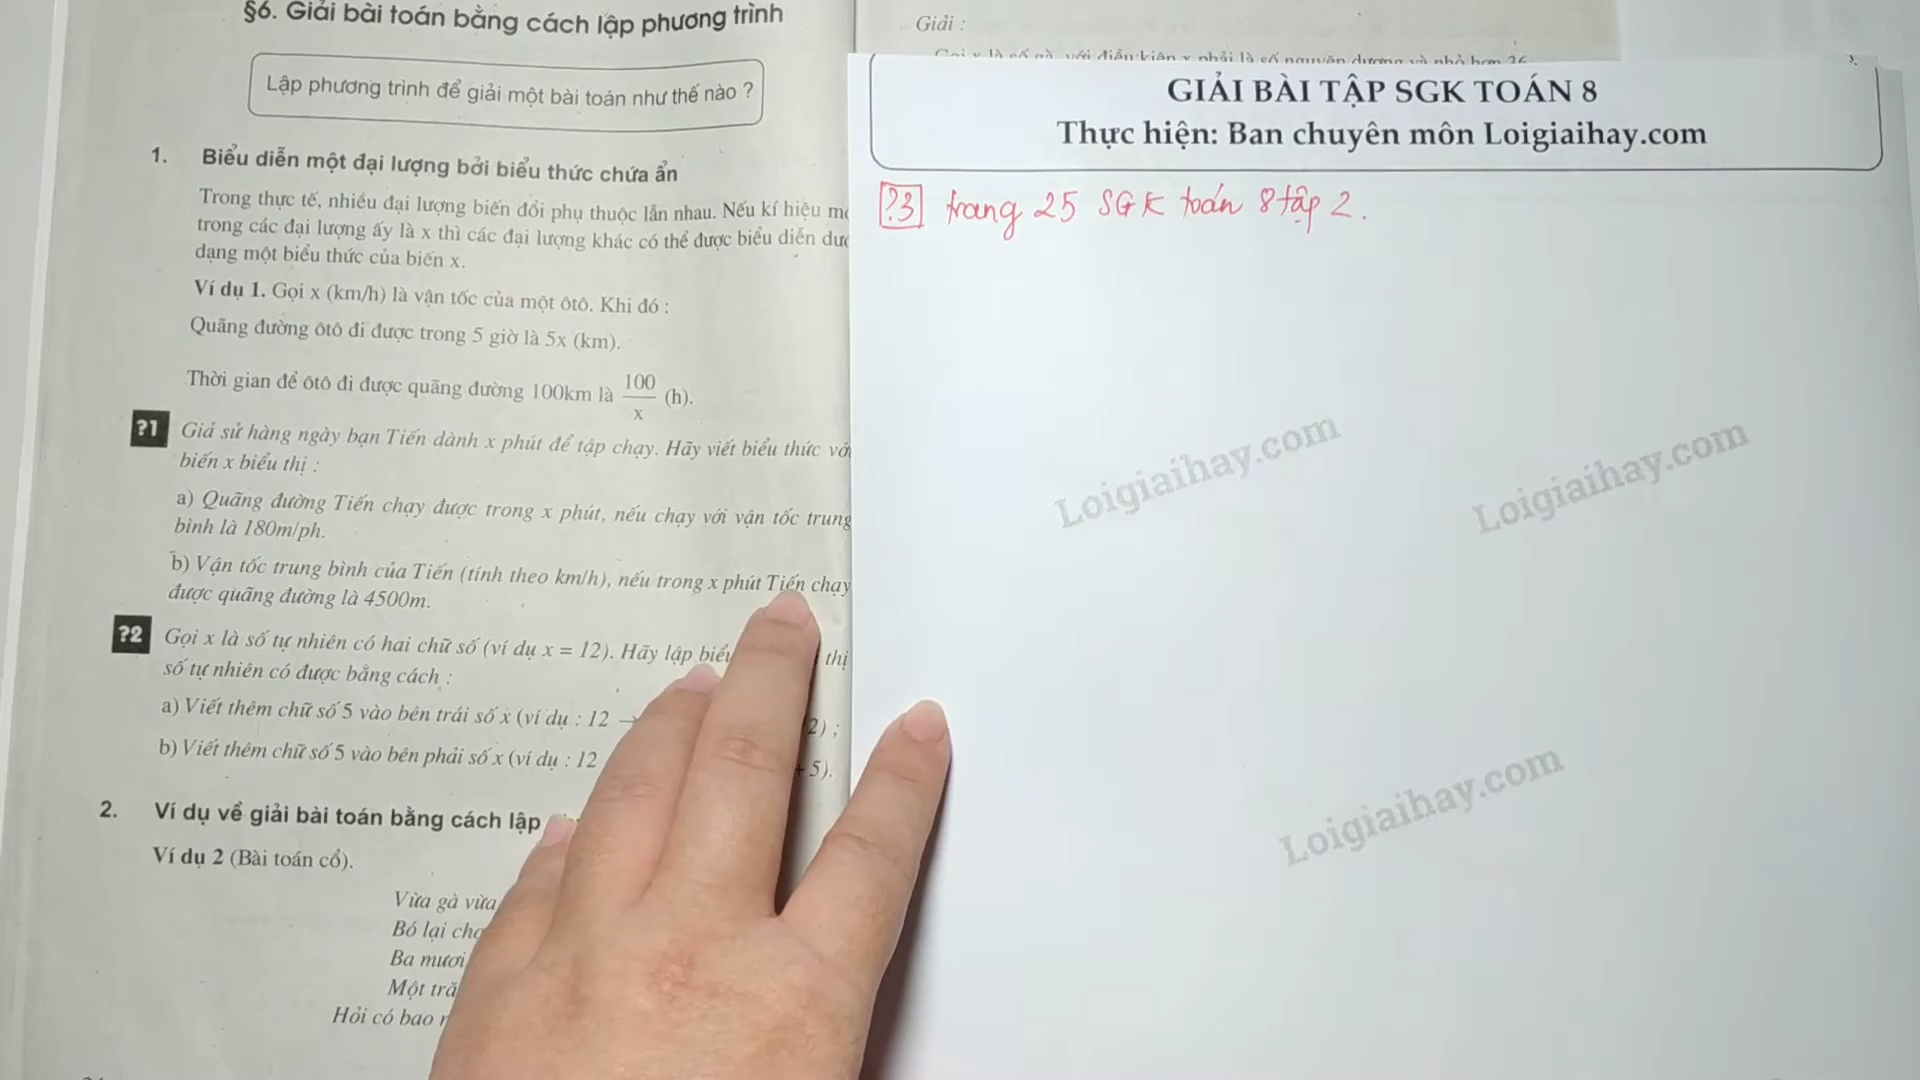 §6. Giải bài toán bằng cách lập phương trình
Lập phương trình để giải một bài toán như thế nào ?
1. Biểu diễn một đại lượng bởi biểu thức chứa ẩn
Trong thực tế, nhiều đại lượng biến đổi phụ thuộc lẫn nhau. Nếu kí hiệu
trong các đại lượng ấy là x thì các đại lượng khác có thể được biểu diễn
dạng một biểu thức của biến x.
Ví dụ 1. Gọi x (km/h) là vận tốc của một ôtô. Khi đó :
Quãng đường ôtô đi được trong 5 giờ là 5x (km).
Thời gian để ôtô đi được quãng đường 100km là 100/x (h).
?1 Giả sử hàng ngày bạn Tiến dành x phút để tập chạy. Hãy viết biểu thức với
biến x biểu thị :
a) Quãng đường Tiến chạy được trong x phút, nếu chạy với vận tốc trung
bình là 180m/ph.
b) Vận tốc trung bình của Tiến (tính theo km/h), nếu trong x phút Tiến chạy
được quãng đường là 4500m.
?2 Gọi x là số tự nhiên có hai chữ số (ví dụ x = 12). Hãy lập thị
số tự nhiên có được bằng cách :
a) Viết thêm chữ số 5 vào bên trái số x (ví dụ : 12 → 2) ;
b) Viết thêm chữ số 5 vào bên phải số x (ví dụ : 12 + 5).
2. Ví dụ về giải bài toán bằng cách lập
Ví dụ 2 (Bài toán cổ).
Vừa gà vừa
Bó lại
Ba mươi
Một
Hỏi có bao
Giải :
Gọi x là số gà, với điều kiện x phải là số nguyên dương và nhỏ hơn 36
GIẢI BÀI TẬP SGK TOÁN 8
Thực hiện: Ban chuyên môn Loigiaihay.com
?3 trang 25 SGK toán 8 tập 2.
Loigiaihay.com
Loigiaihay.com
Loigiaihay.com